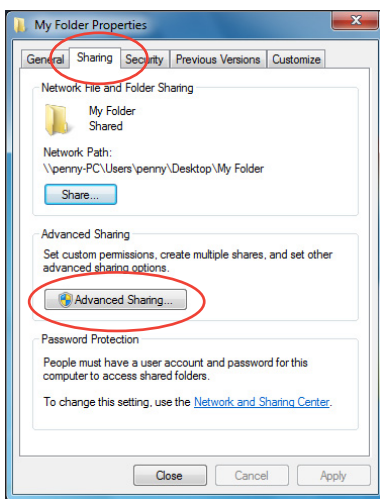 My Folder Properties
General Sharing Security Previous Versions Customize
Network File and Folder Sharing
My Folder
Shared
Network Path:
\\penny-PC\Users\penny\Desktop\My Folder
Share...
Advanced Sharing
Set custom permissions, create multiple shares, and set other
advanced sharing options.
Advanced Sharing...
Password Protection
People must have a user account and password for this
computer to access shared folders.
To change this setting, use the Network and Sharing Center.
Close Cancel Apply